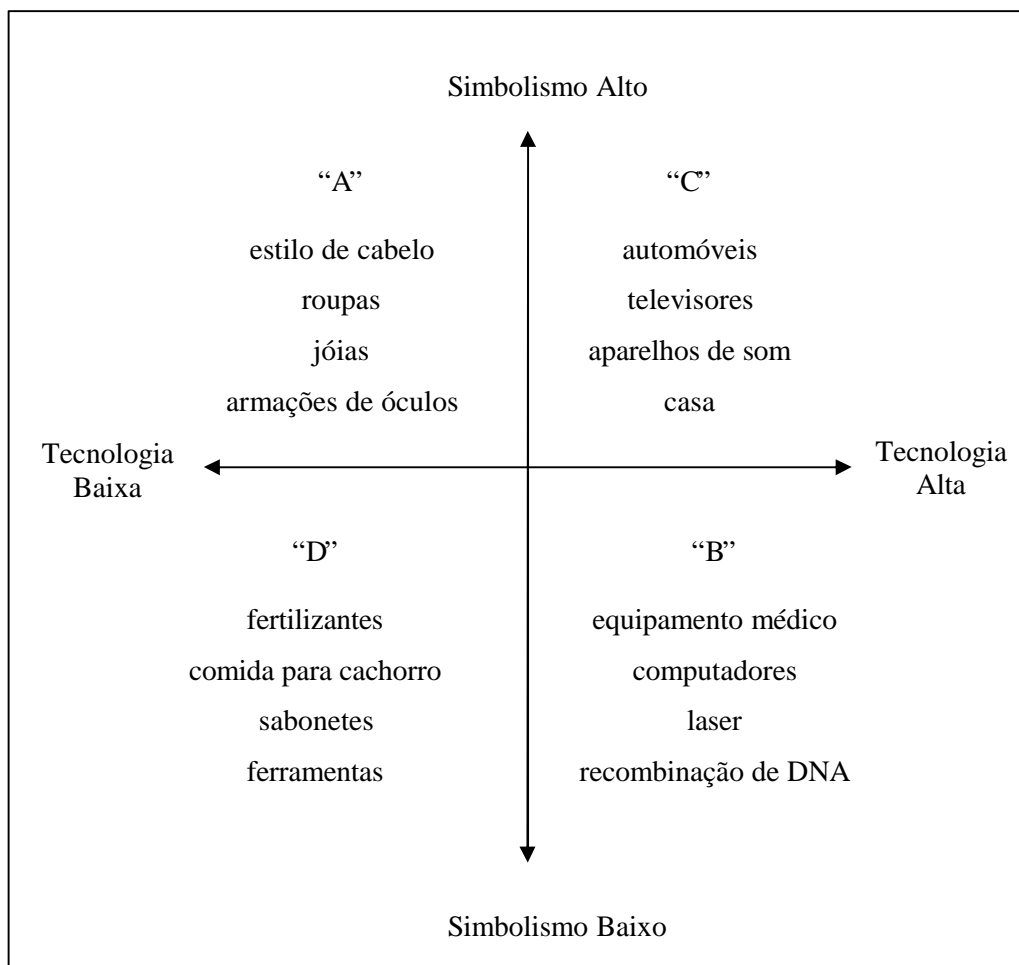 Simbolismo Alto
“A”
estilo de cabelo
roupas
jóias
armações de óculos
“C”
automóveis
televisores
aparelhos de som
casa
Tecnologia
Baixa
Tecnologia
Alta
“D”
fertilizantes
comida para cachorro
sabonetes
ferramentas
“B”
equipamento médico
computadores
laser
recombinação de DNA
Simbolismo Baixo